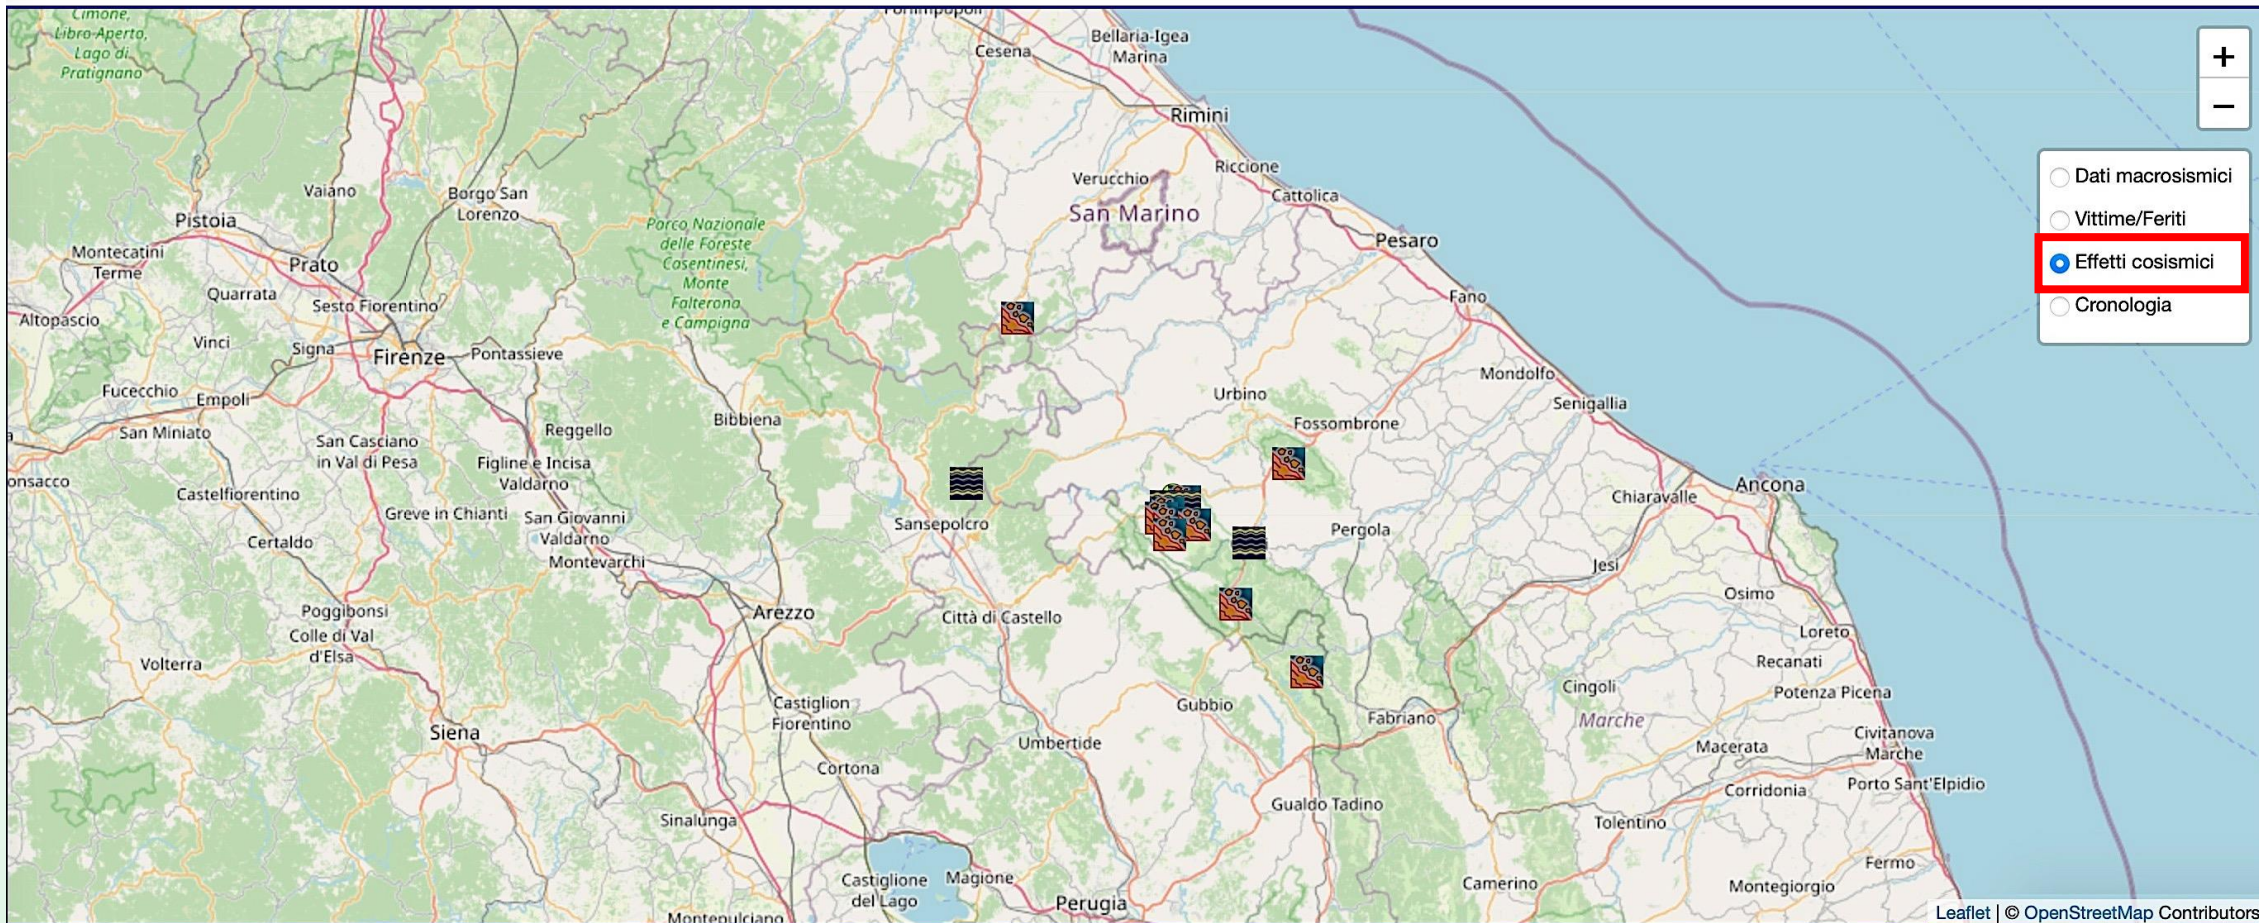 Cimone,
Libro Aperto,
Lago di
Pratignano
Forlimpopoli
Cesena
Bellaria-Igea
Marina
Rimini
Vaiano
Borgo San
Lorenzo
Pistoia
Montecatini
Terme
Prato
Quarrata
Sesto Fiorentino
Altopascio
Vinci
Signa
Firenze
Pontassieve
Fucecchio
Empoli
San Miniato
San Casciano
in Val di Pesa
Reggello
Figline e Incisa
Valdarno
onsacco
Castelfiorentino
Greve in Chianti
San Giovanni
Valdarno
Certaldo
Montevarchi
Poggibonsi
Colle di Val
d'Elsa
Volterra
Siena
Sinalunga
Montepulciano
Parco Nazionale
delle Foreste
Casentinesi,
Monte
Falterona
e Campigna
Bibbiena
Arezzo
Castiglion
Fiorentino
Cortona
Castiglione
del Lago
Magione
Perugia
Umbertide
Città di Castello
Sansepolcro
Verucchio
San Marino
Riccione
Cattolica
Pesaro
Fano
Urbino
Fossombrone
Mondolfo
Senigallia
Pergola
Chiaravalle
Ancona
Jesi
Osimo
Loreto
Recanati
Cingoli
Potenza Picena
Gubbio
Fabriano
Marche
Macerata
Civitanova
Marche
Corridonia
Porto Sant'Elpidio
Gualdo Tadino
Tolentino
Fermo
Camerino
Montegiorgio
+
−
Dati macrosismici
Vittime/Feriti
Effetti cosismici
Cronologia
Leaflet | © OpenStreetMap Contributors